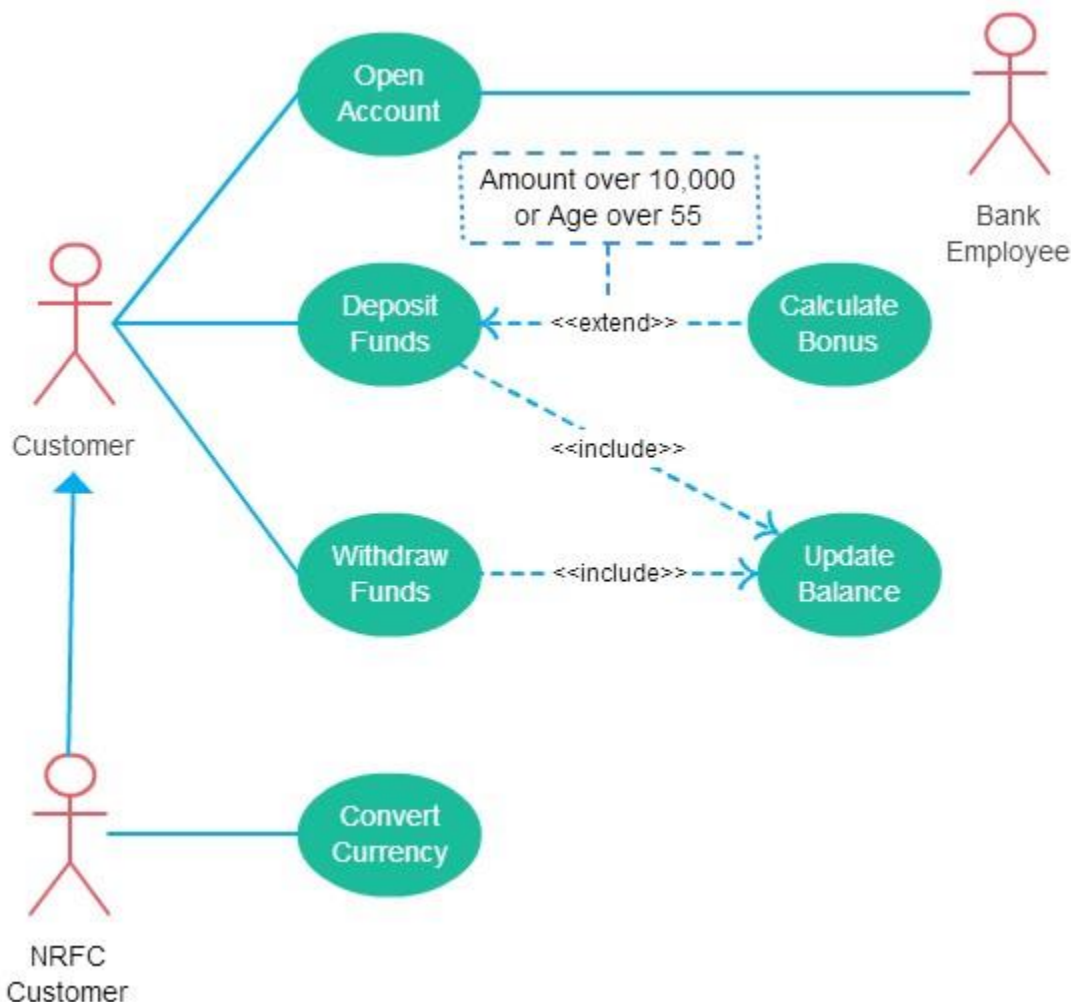 Open
Account
Amount over 10,000
or Age over 55
Bank
Employee
Deposit
Funds
<<extend>>
Calculate
Bonus
Customer
<<include>>
Withdraw
Funds
<<include>>
Update
Balance
Convert
Currency
NRFC
Customer